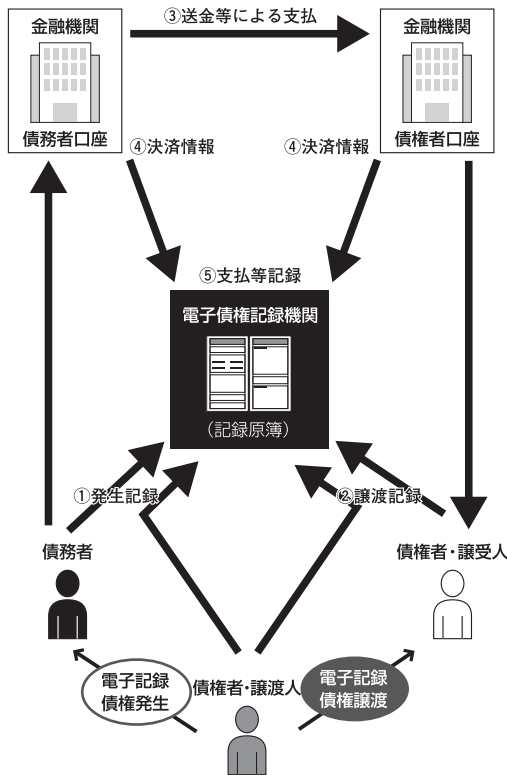 ③送金等による支払
金融機関
債務者口座
金融機関
債権者口座
④決済情報
④決済情報
⑤支払等記録
電子債権記録機関
（記録原簿）
①発生記録
②譲渡記録
債務者
債権者・譲受人
電子記録
債権発生
債権者・譲渡人
電子記録
債権譲渡